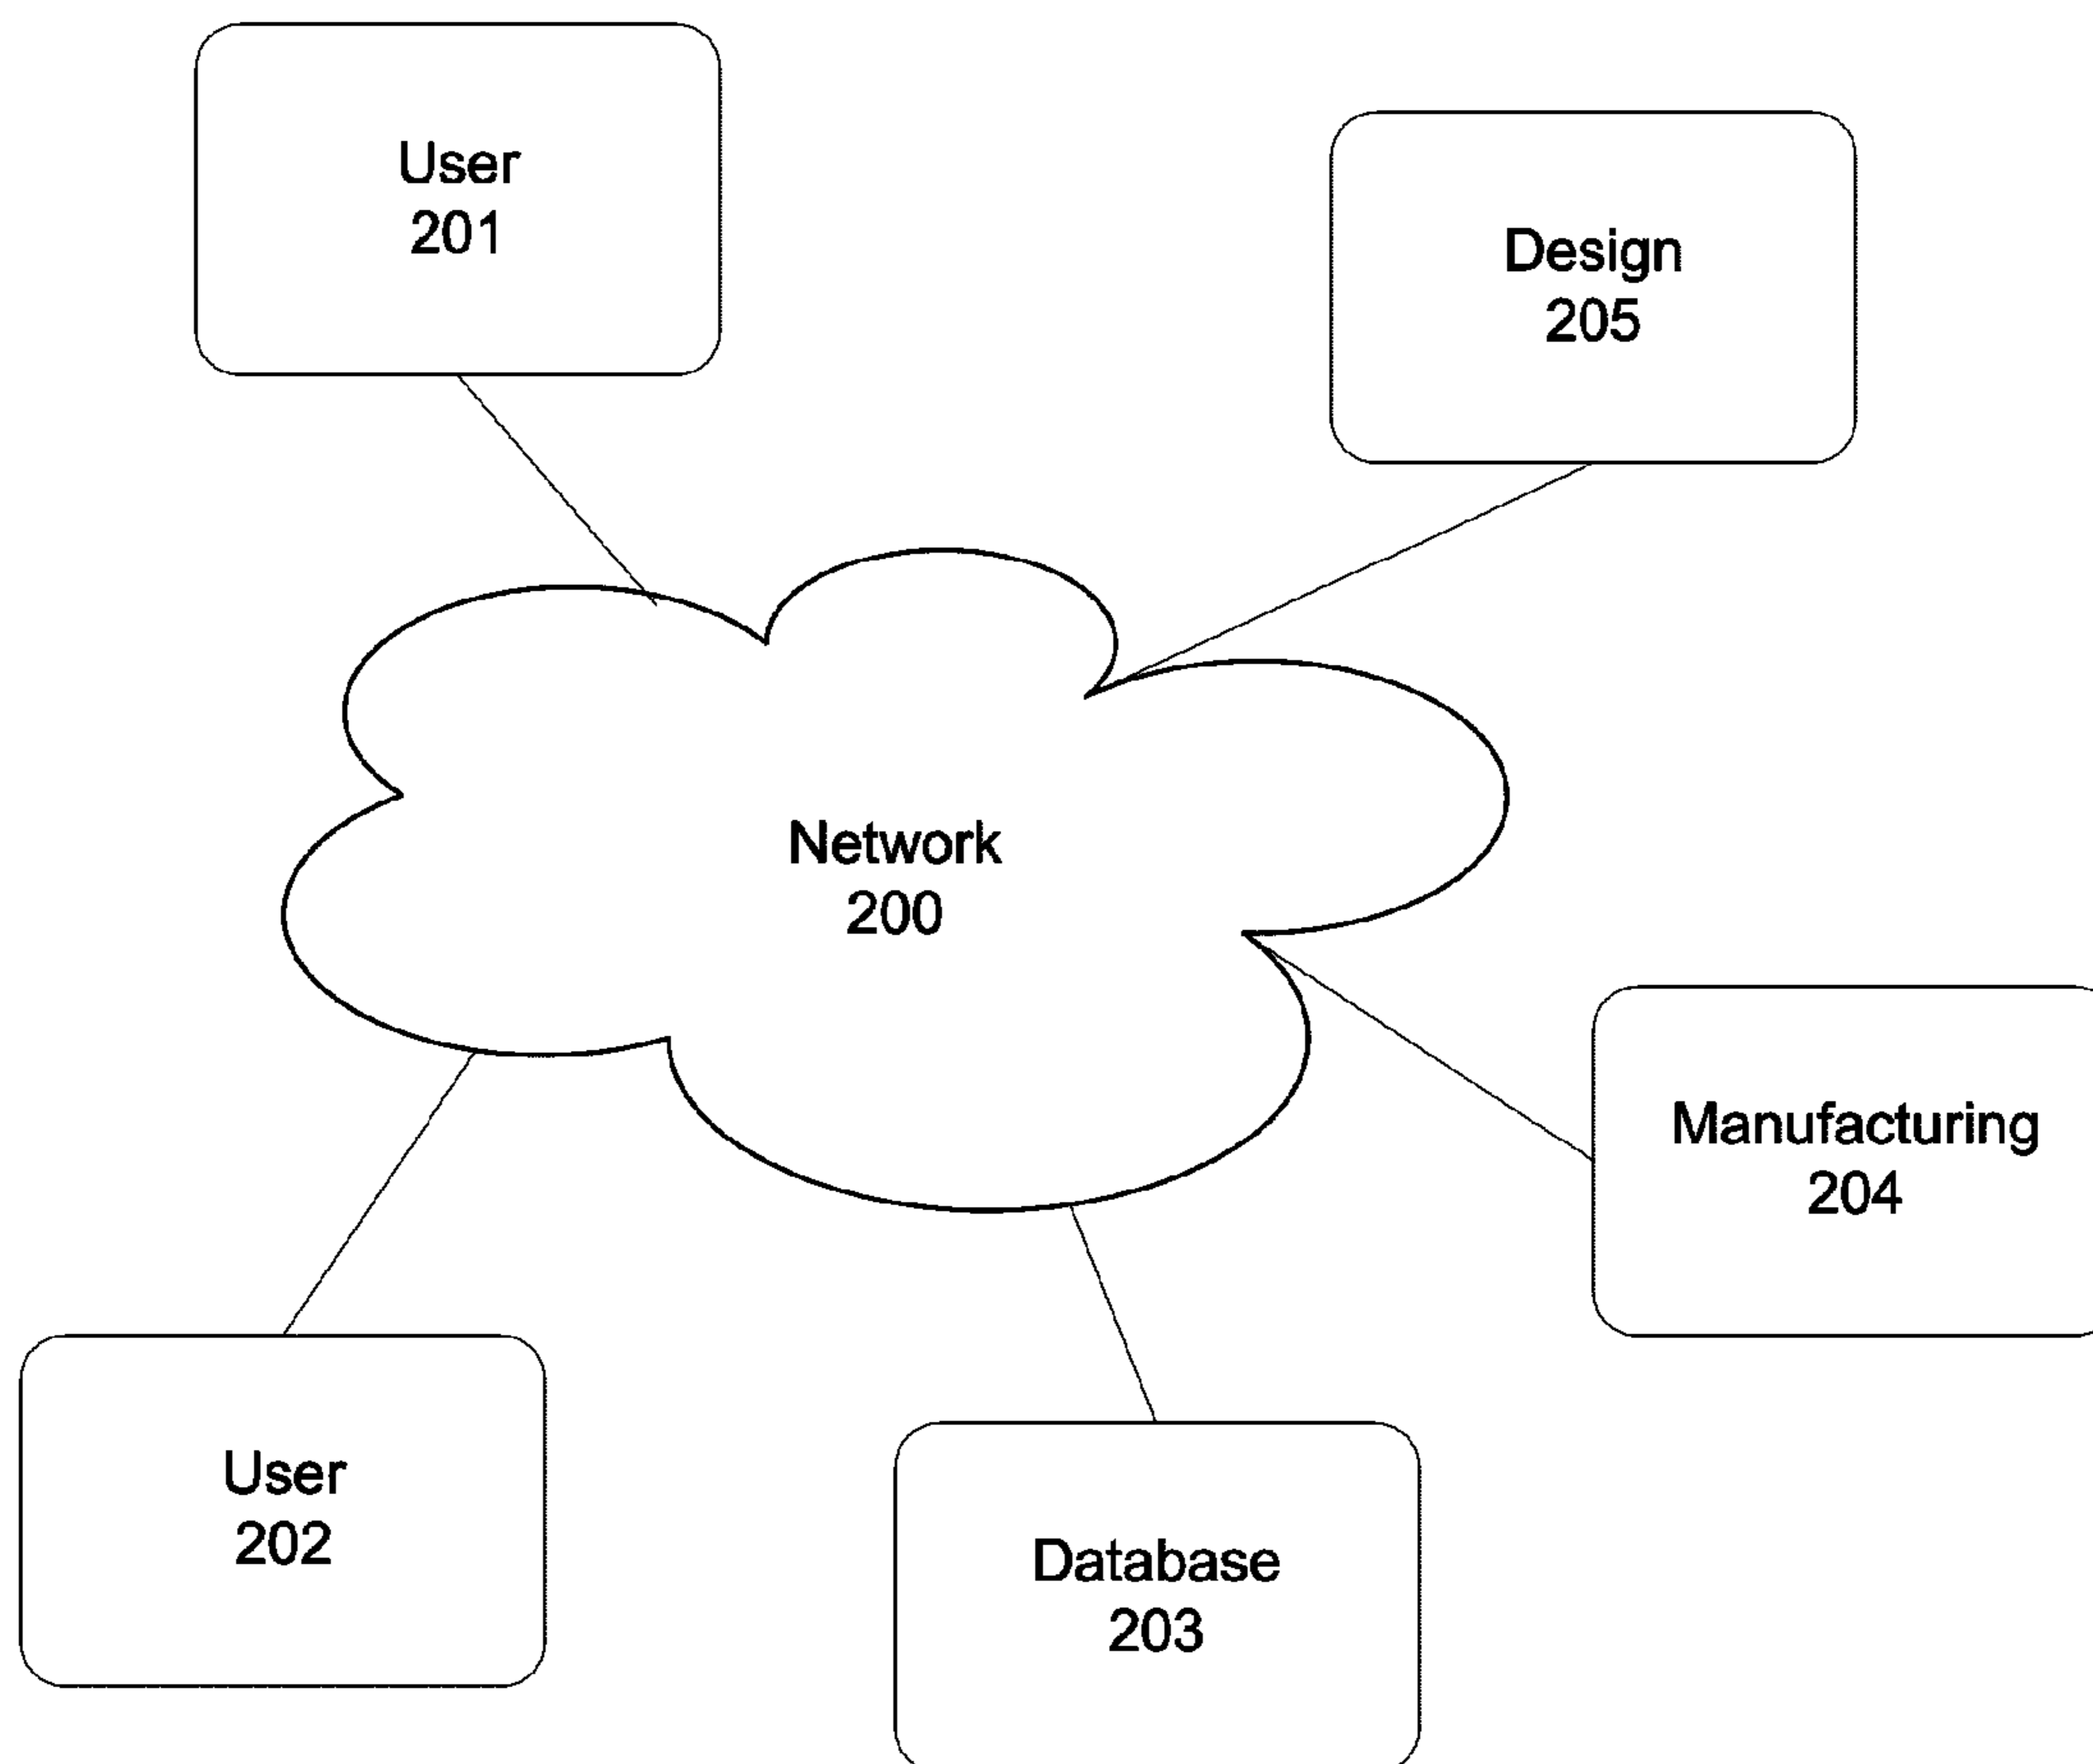 User
201
Design
205
Network
200
Manufacturing
204
User
202
Database
203